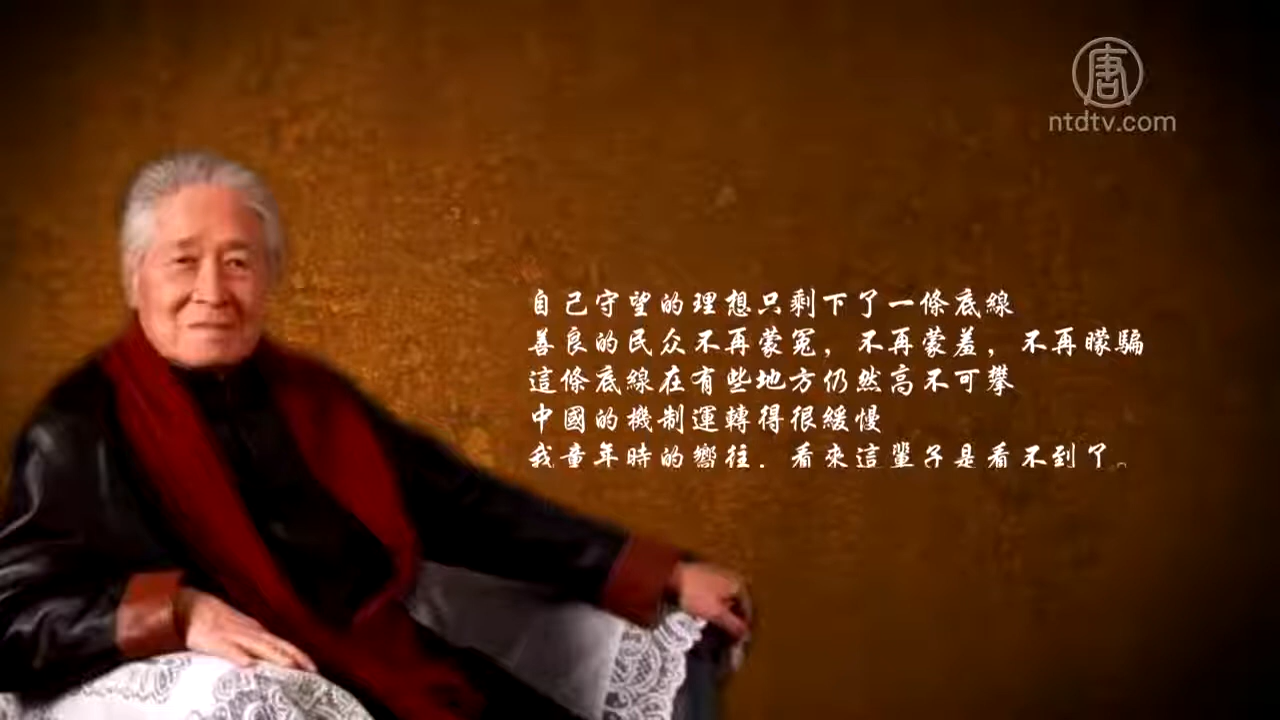 唐
ntdtv.com
自己守望的理想只剩下了一條底線
善良的民众不再蒙冤，不再蒙羞，不再矇騙
這條底線在有些地方仍然高不可攀
中國的機制運轉得很緩慢
我童年時的嚮往．看來這輩子是看不到了。